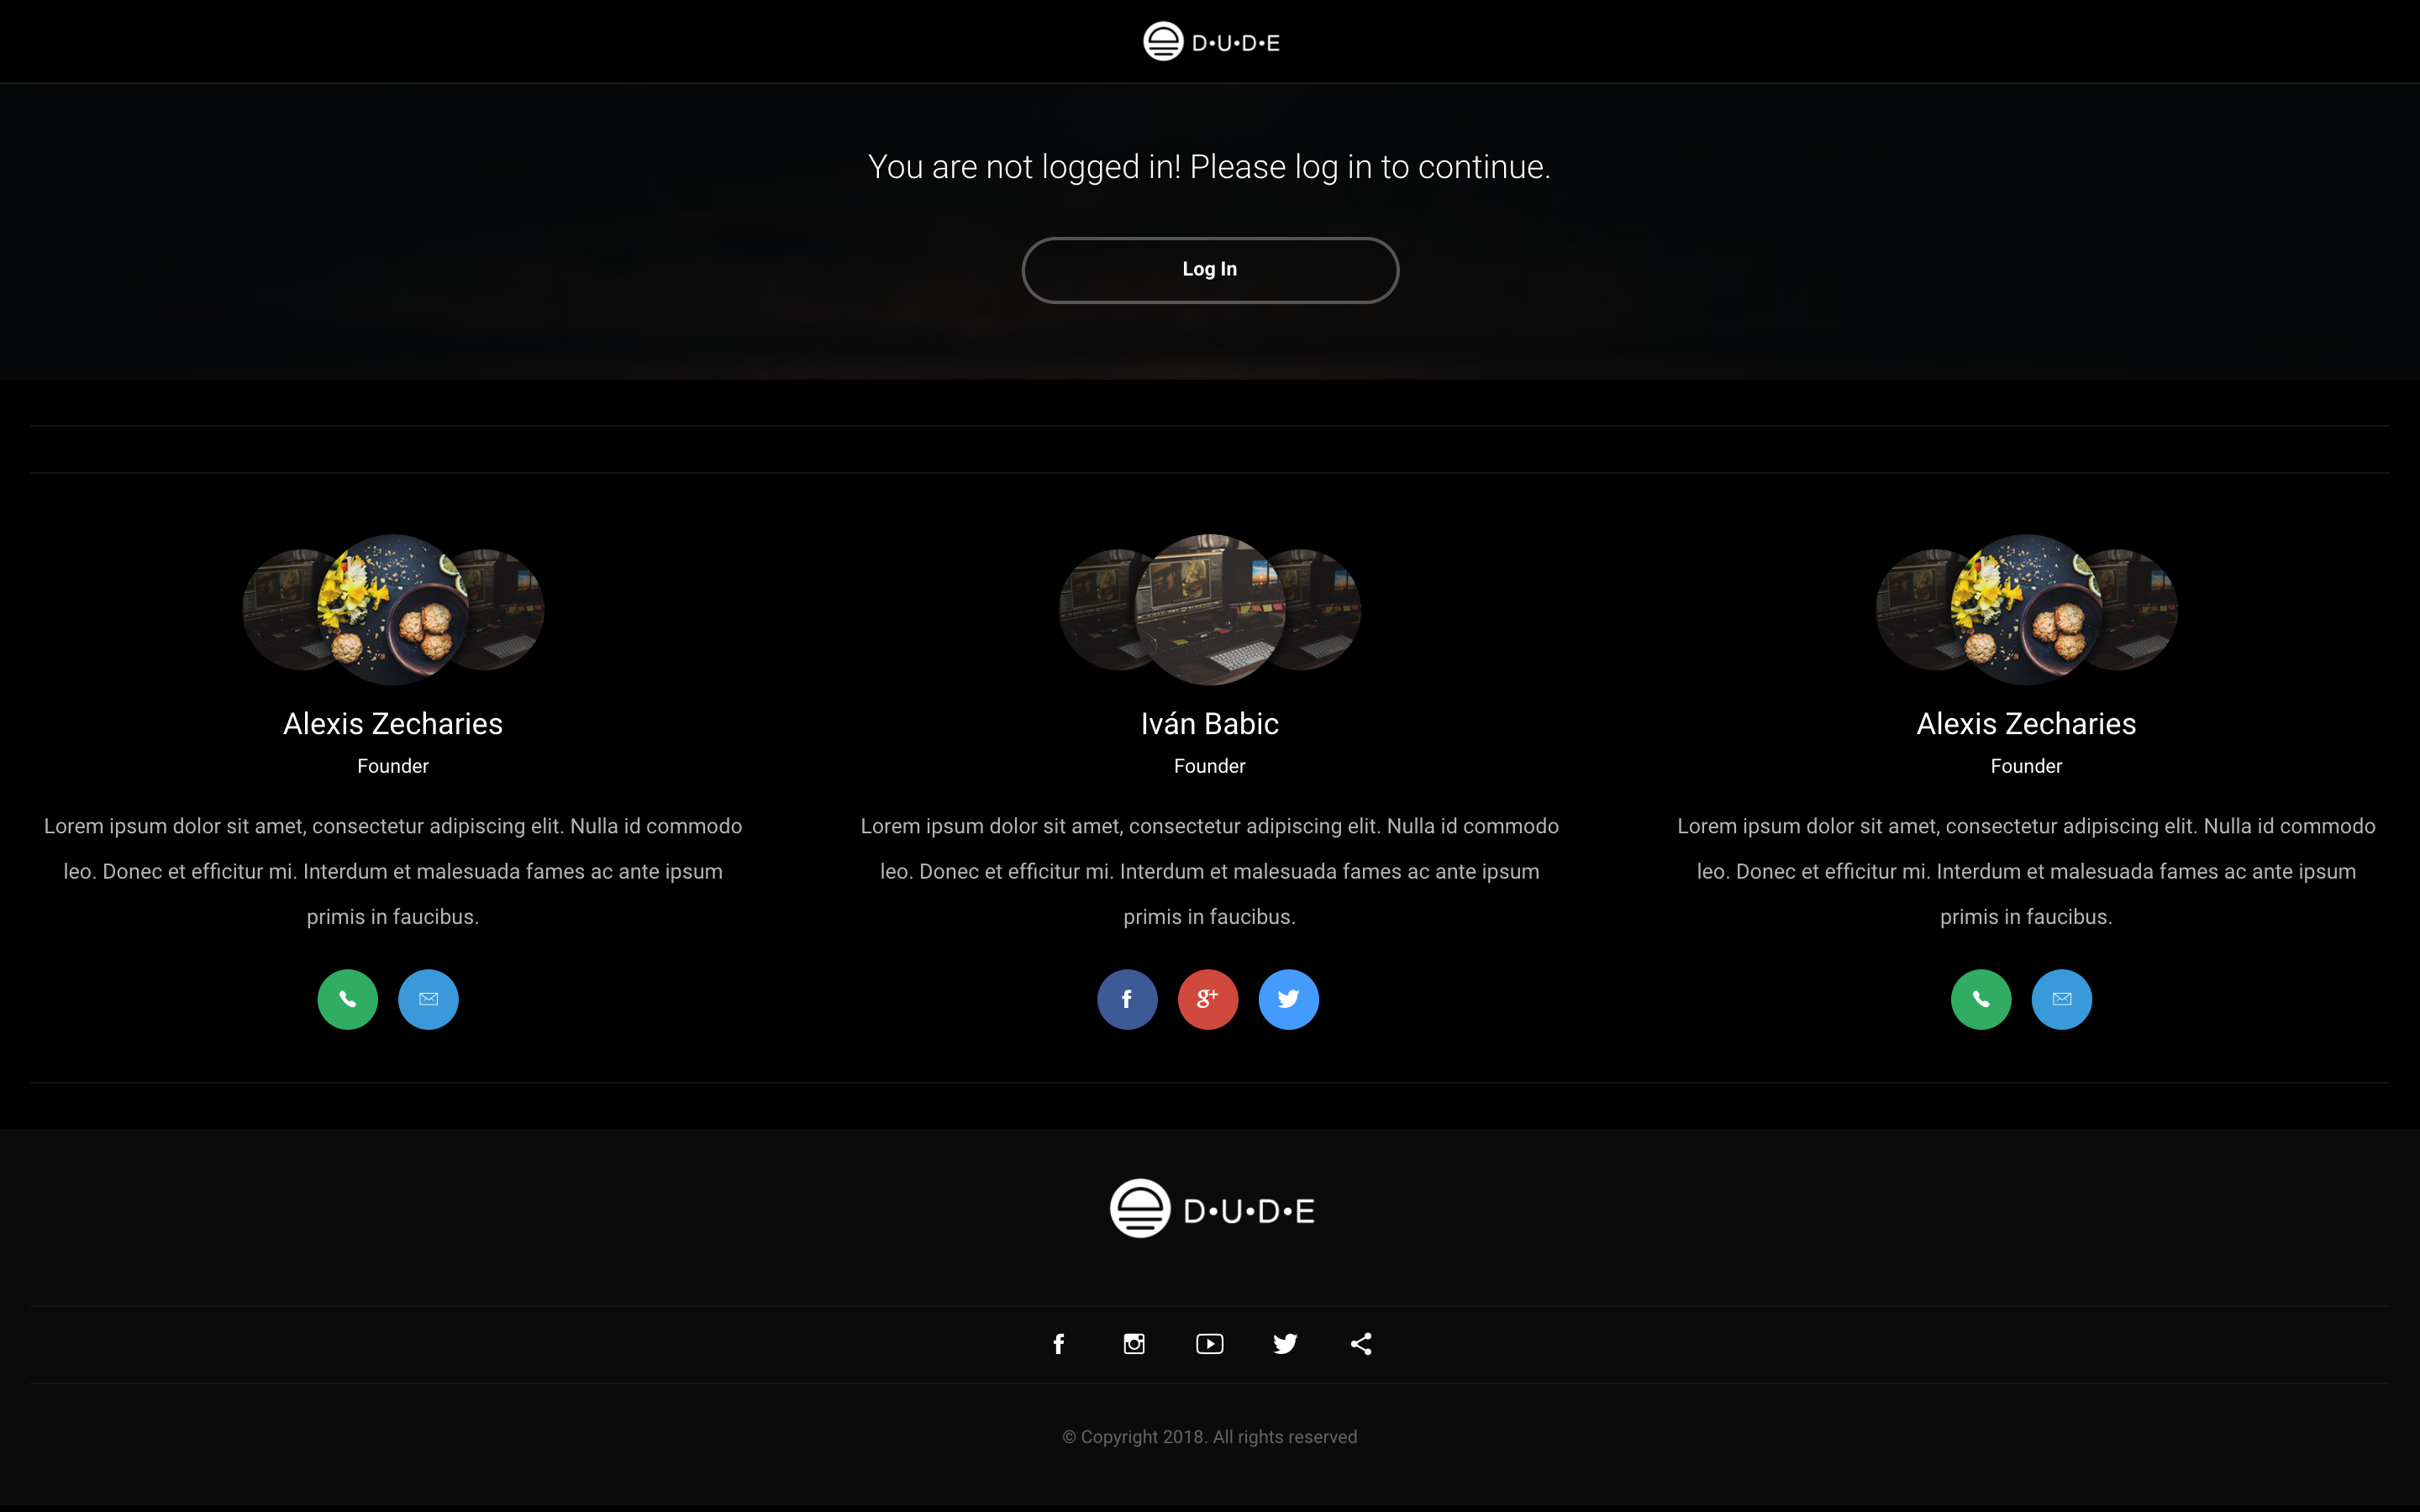 D•U•D•E
You are not logged in! Please log in to continue.
Log In
Alexis Zecharies
Founder
Lorem ipsum dolor sit amet, consectetur adipiscing elit. Nulla id commodo
leo. Donec et efficitur mi. Interdum et malesuada fames ac ante ipsum
primis in faucibus.
Iván Babic
Founder
Lorem ipsum dolor sit amet, consectetur adipiscing elit. Nulla id commodo
leo. Donec et efficitur mi. Interdum et malesuada fames ac ante ipsum
primis in faucibus.
f g+
Alexis Zecharies
Founder
Lorem ipsum dolor sit amet, consectetur adipiscing elit. Nulla id commodo
leo. Donec et efficitur mi. Interdum et malesuada fames ac ante ipsum
primis in faucibus.
D•U•D•E
f
© Copyright 2018. All rights reserved